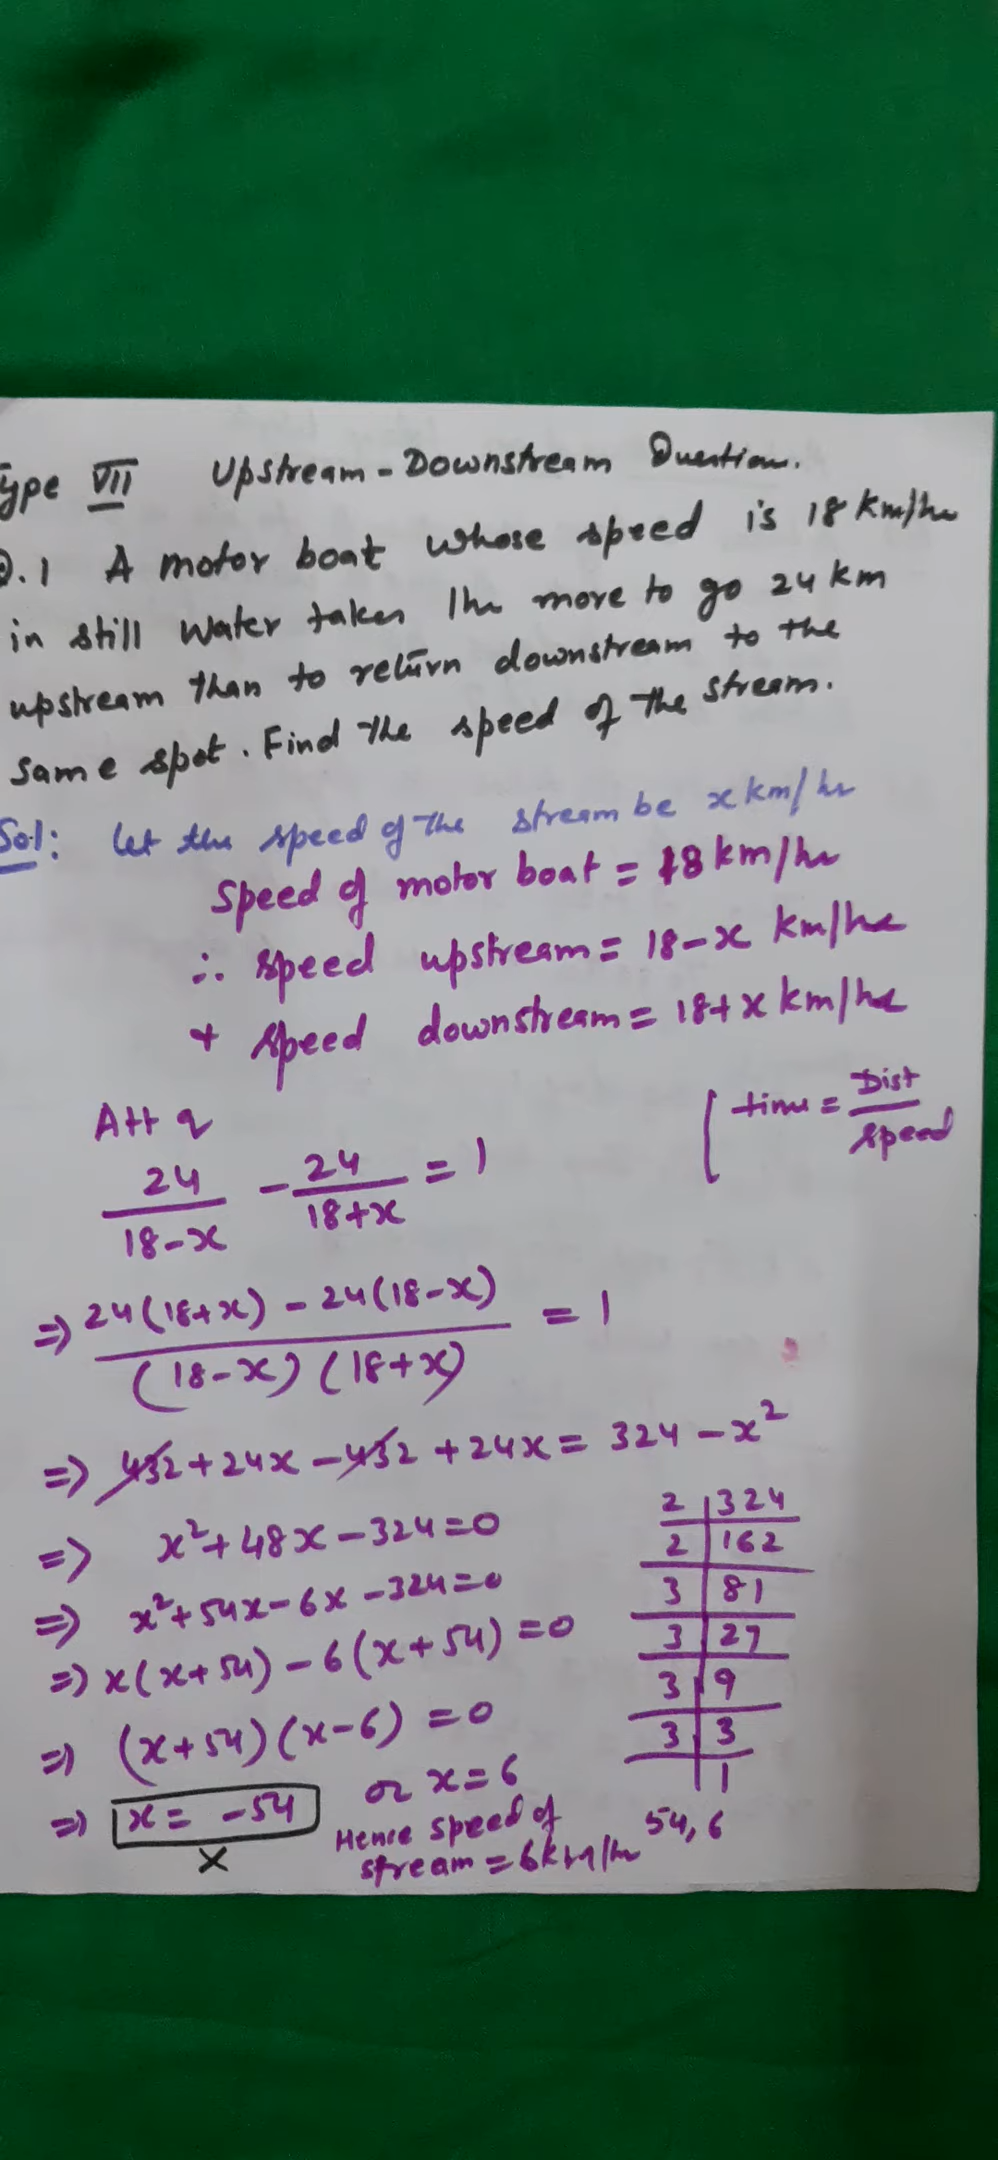 ype VII Upstream - Downstream Question.
Q.1 A motor boat whose speed is 18 km/hr
in still water takes 1hr more to go 24 km
upstream than to return downstream to the
same spot. Find the speed of the stream.
Sol: let the speed of the stream be x km/hr
Speed of motor boat = 18 km/hr
∴ speed upstream = 18-x km/hr
+ speed downstream = 18+x km/hr
Att q
[ time = Dist/speed
24/(18-x) - 24/(18+x) = 1
⇒ (24(18+x) - 24(18-x))/((18-x)(18+x)) = 1
⇒ 432 + 24x - 432 + 24x = 324 - x²
⇒ x² + 48x - 324 = 0
⇒ x² + 54x - 6x - 324 = 0
⇒ x(x+54) - 6(x+54) = 0
⇒ (x+54)(x-6) = 0
⇒ x = -54 or x = 6
×
Hence speed of
stream = 6 km/hr
2 | 324
2 | 162
3 | 81
3 | 27
3 | 9
3 | 3
| 1
54, 6